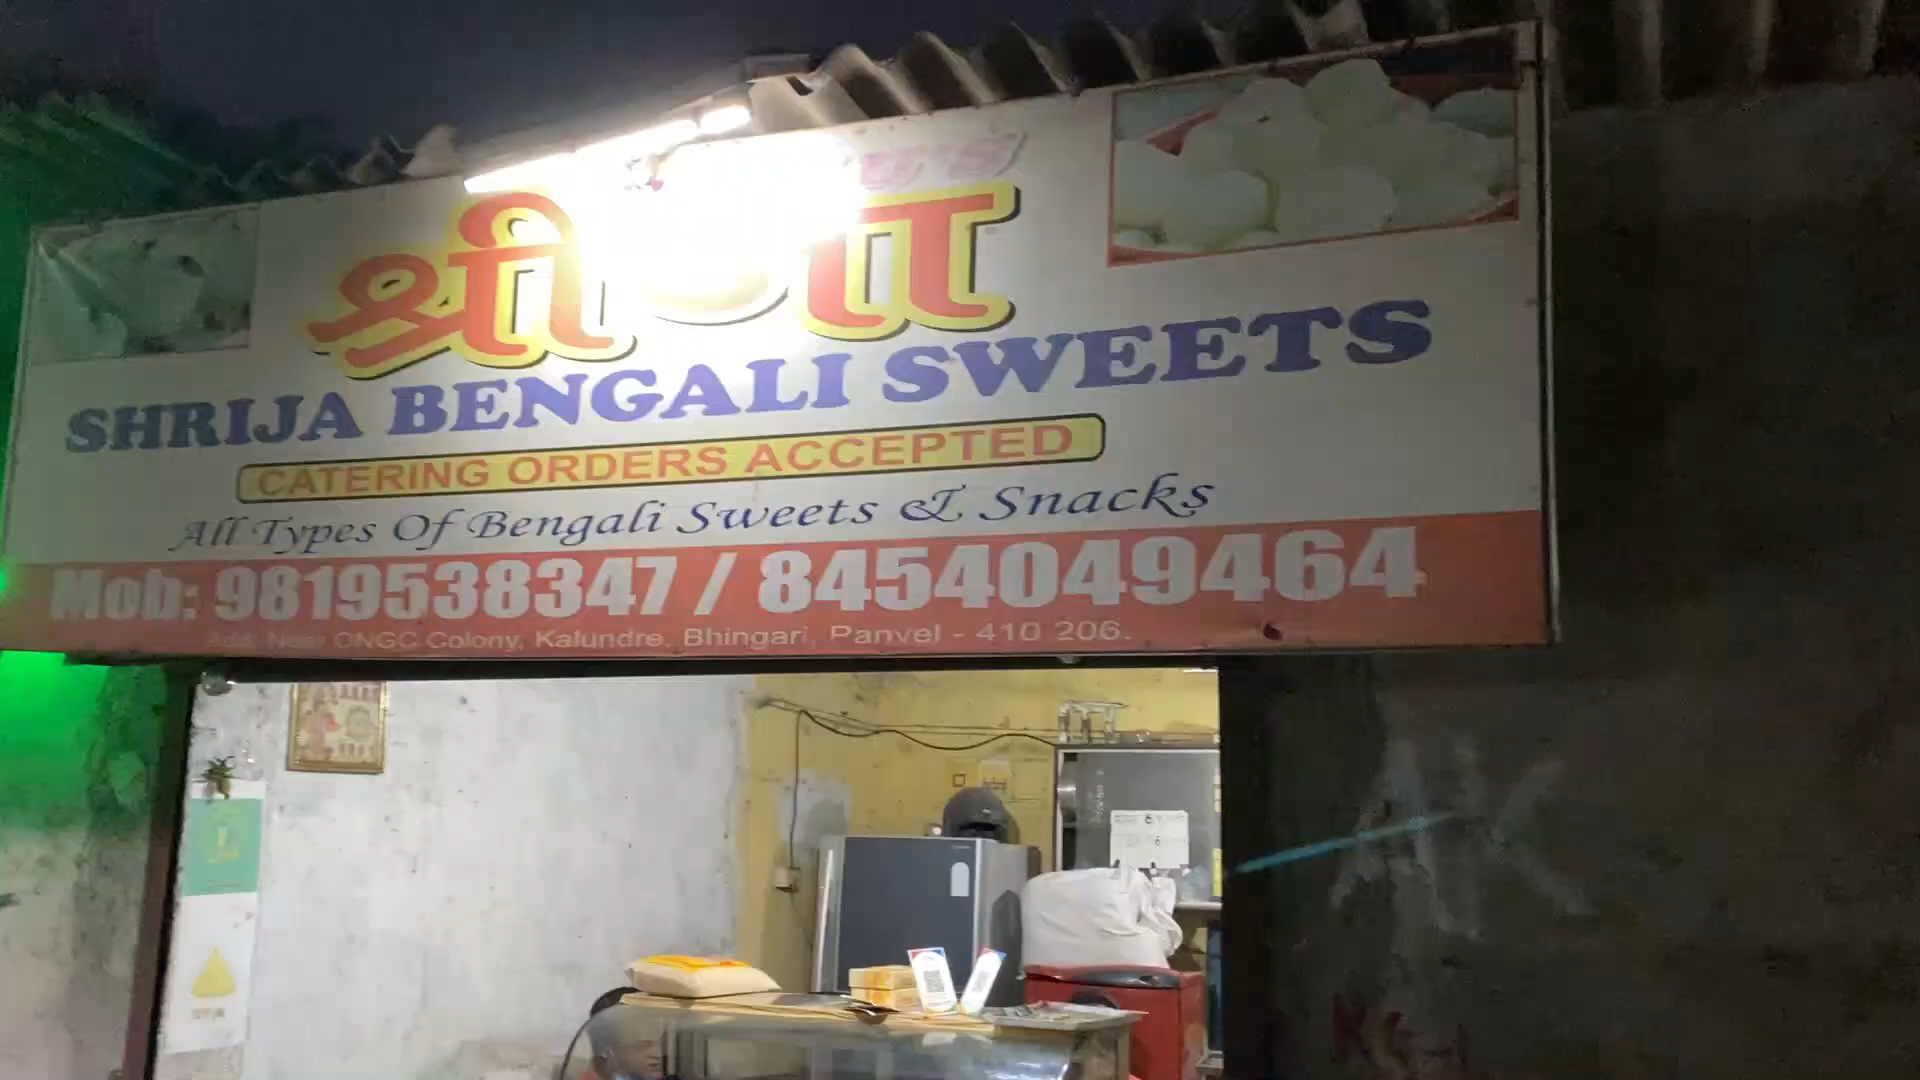 SHRIJA BENGALI SWEETS
CATERING ORDERS ACCEPTED
All Types Of Bengali Sweets & Snacks
Mob: 9819538347 / 8454049464
Add. Near ONGC Colony, Kalundre, Bhingari, Panvel - 410 206.